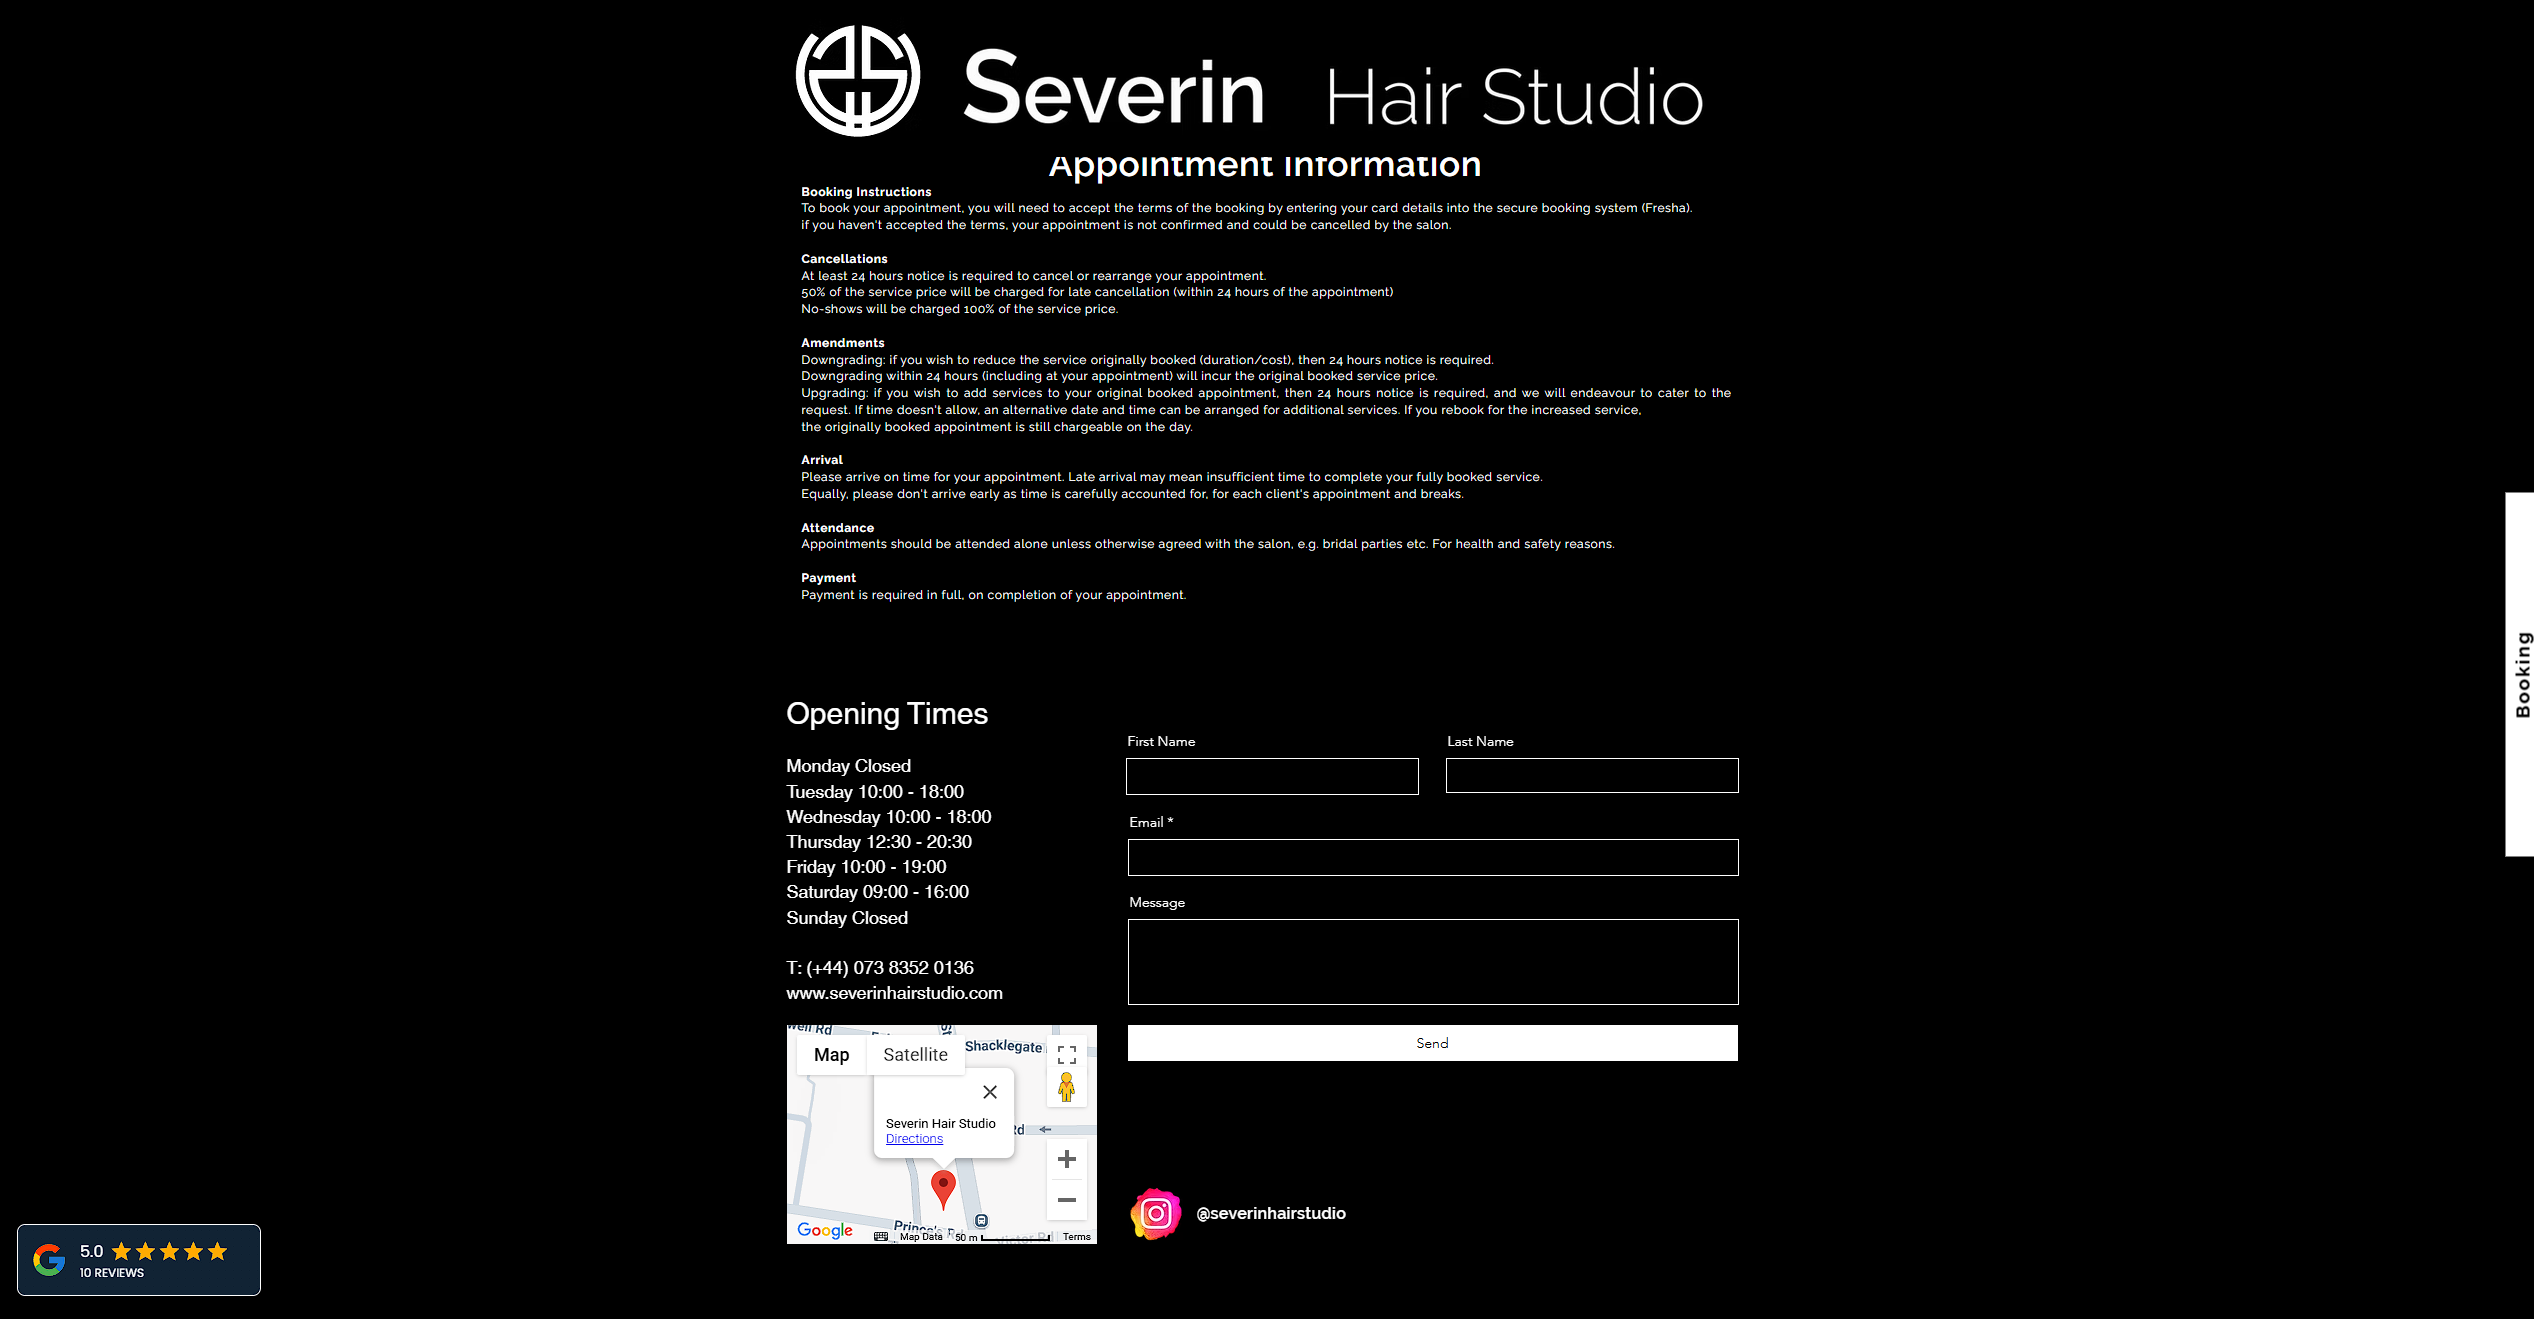 Severin Hair Studio
Appointment Information
Booking Instructions
To book your appointment, you will need to accept the terms of the booking by entering your card details into the secure booking system (Fresha).
if you haven't accepted the terms, your appointment is not confirmed and could be cancelled by the salon.
Cancellations
At least 24 hours notice is required to cancel or rearrange your appointment.
50% of the service price will be charged for late cancellation (within 24 hours of the appointment)
No-shows will be charged 100% of the service price.
Amendments
Downgrading: if you wish to reduce the service originally booked (duration/cost), then 24 hours notice is required.
Downgrading within 24 hours (including at your appointment) will incur the original booked service price.
Upgrading: if you wish to add services to your original booked appointment, then 24 hours notice is required, and we will endeavour to cater to the
request. If time doesn't allow, an alternative date and time can be arranged for additional services. If you rebook for the increased service,
the originally booked appointment is still chargeable on the day.
Arrival
Please arrive on time for your appointment. Late arrival may mean insufficient time to complete your fully booked service.
Equally, please don't arrive early as time is carefully accounted for, for each client's appointment and breaks.
Attendance
Appointments should be attended alone unless otherwise agreed with the salon, e.g. bridal parties etc. For health and safety reasons.
Payment
Payment is required in full, on completion of your appointment.
Booking
Opening Times
Monday Closed
Tuesday 10:00 - 18:00
Wednesday 10:00 - 18:00
Thursday 12:30 - 20:30
Friday 10:00 - 19:00
Saturday 09:00 - 16:00
Sunday Closed
T: (+44) 073 8352 0136
www.severinhairstudio.com
First Name
Last Name
Email *
Message
Send
Map Satellite
Shacklegate
Severin Hair Studio
Directions
Rd
Google
Map Data
50 m
Terms
@severinhairstudio
5.0
10 REVIEWS